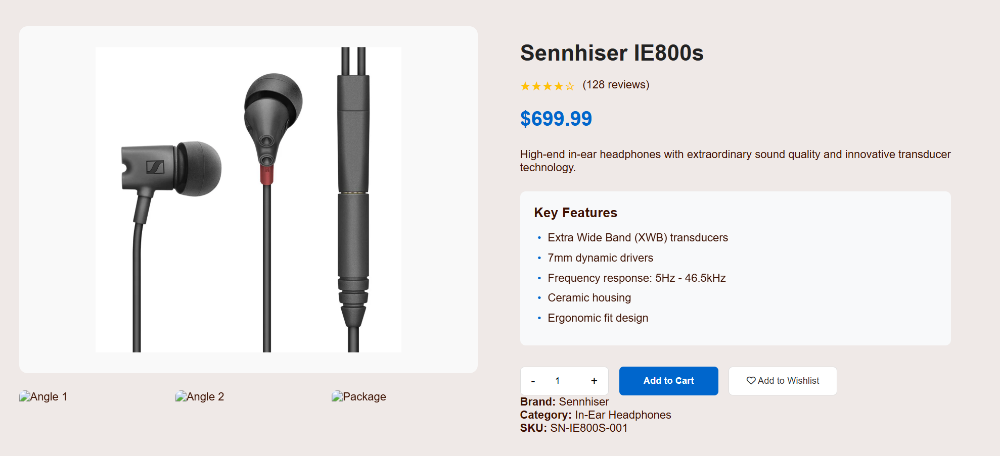 Sennhiser IE800s
★★★★☆ (128 reviews)
$699.99
High-end in-ear headphones with extraordinary sound quality and innovative transducer
technology.
Key Features
• Extra Wide Band (XWB) transducers
• 7mm dynamic drivers
• Frequency response: 5Hz - 46.5kHz
• Ceramic housing
• Ergonomic fit design
- 1 +
Add to Cart
Add to Wishlist
Brand: Sennhiser
Category: In-Ear Headphones
SKU: SN-IE800S-001
Angle 1
Angle 2
Package